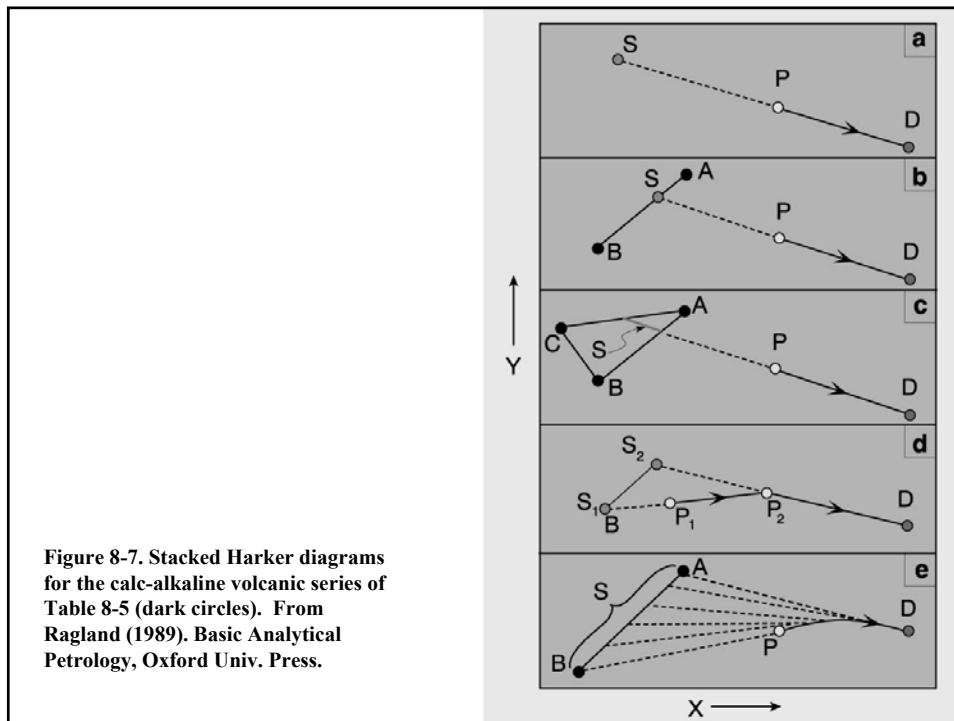 a
S
P
D
b
S
A
B
P
D
c
A
C
S
B
P
D
d
S₂
S₁
B
P₁
P₂
D
e
A
S
B
P
D
Y
X
Figure 8-7. Stacked Harker diagrams
for the calc-alkaline volcanic series of
Table 8-5 (dark circles). From
Ragland (1989). Basic Analytical
Petrology, Oxford Univ. Press.